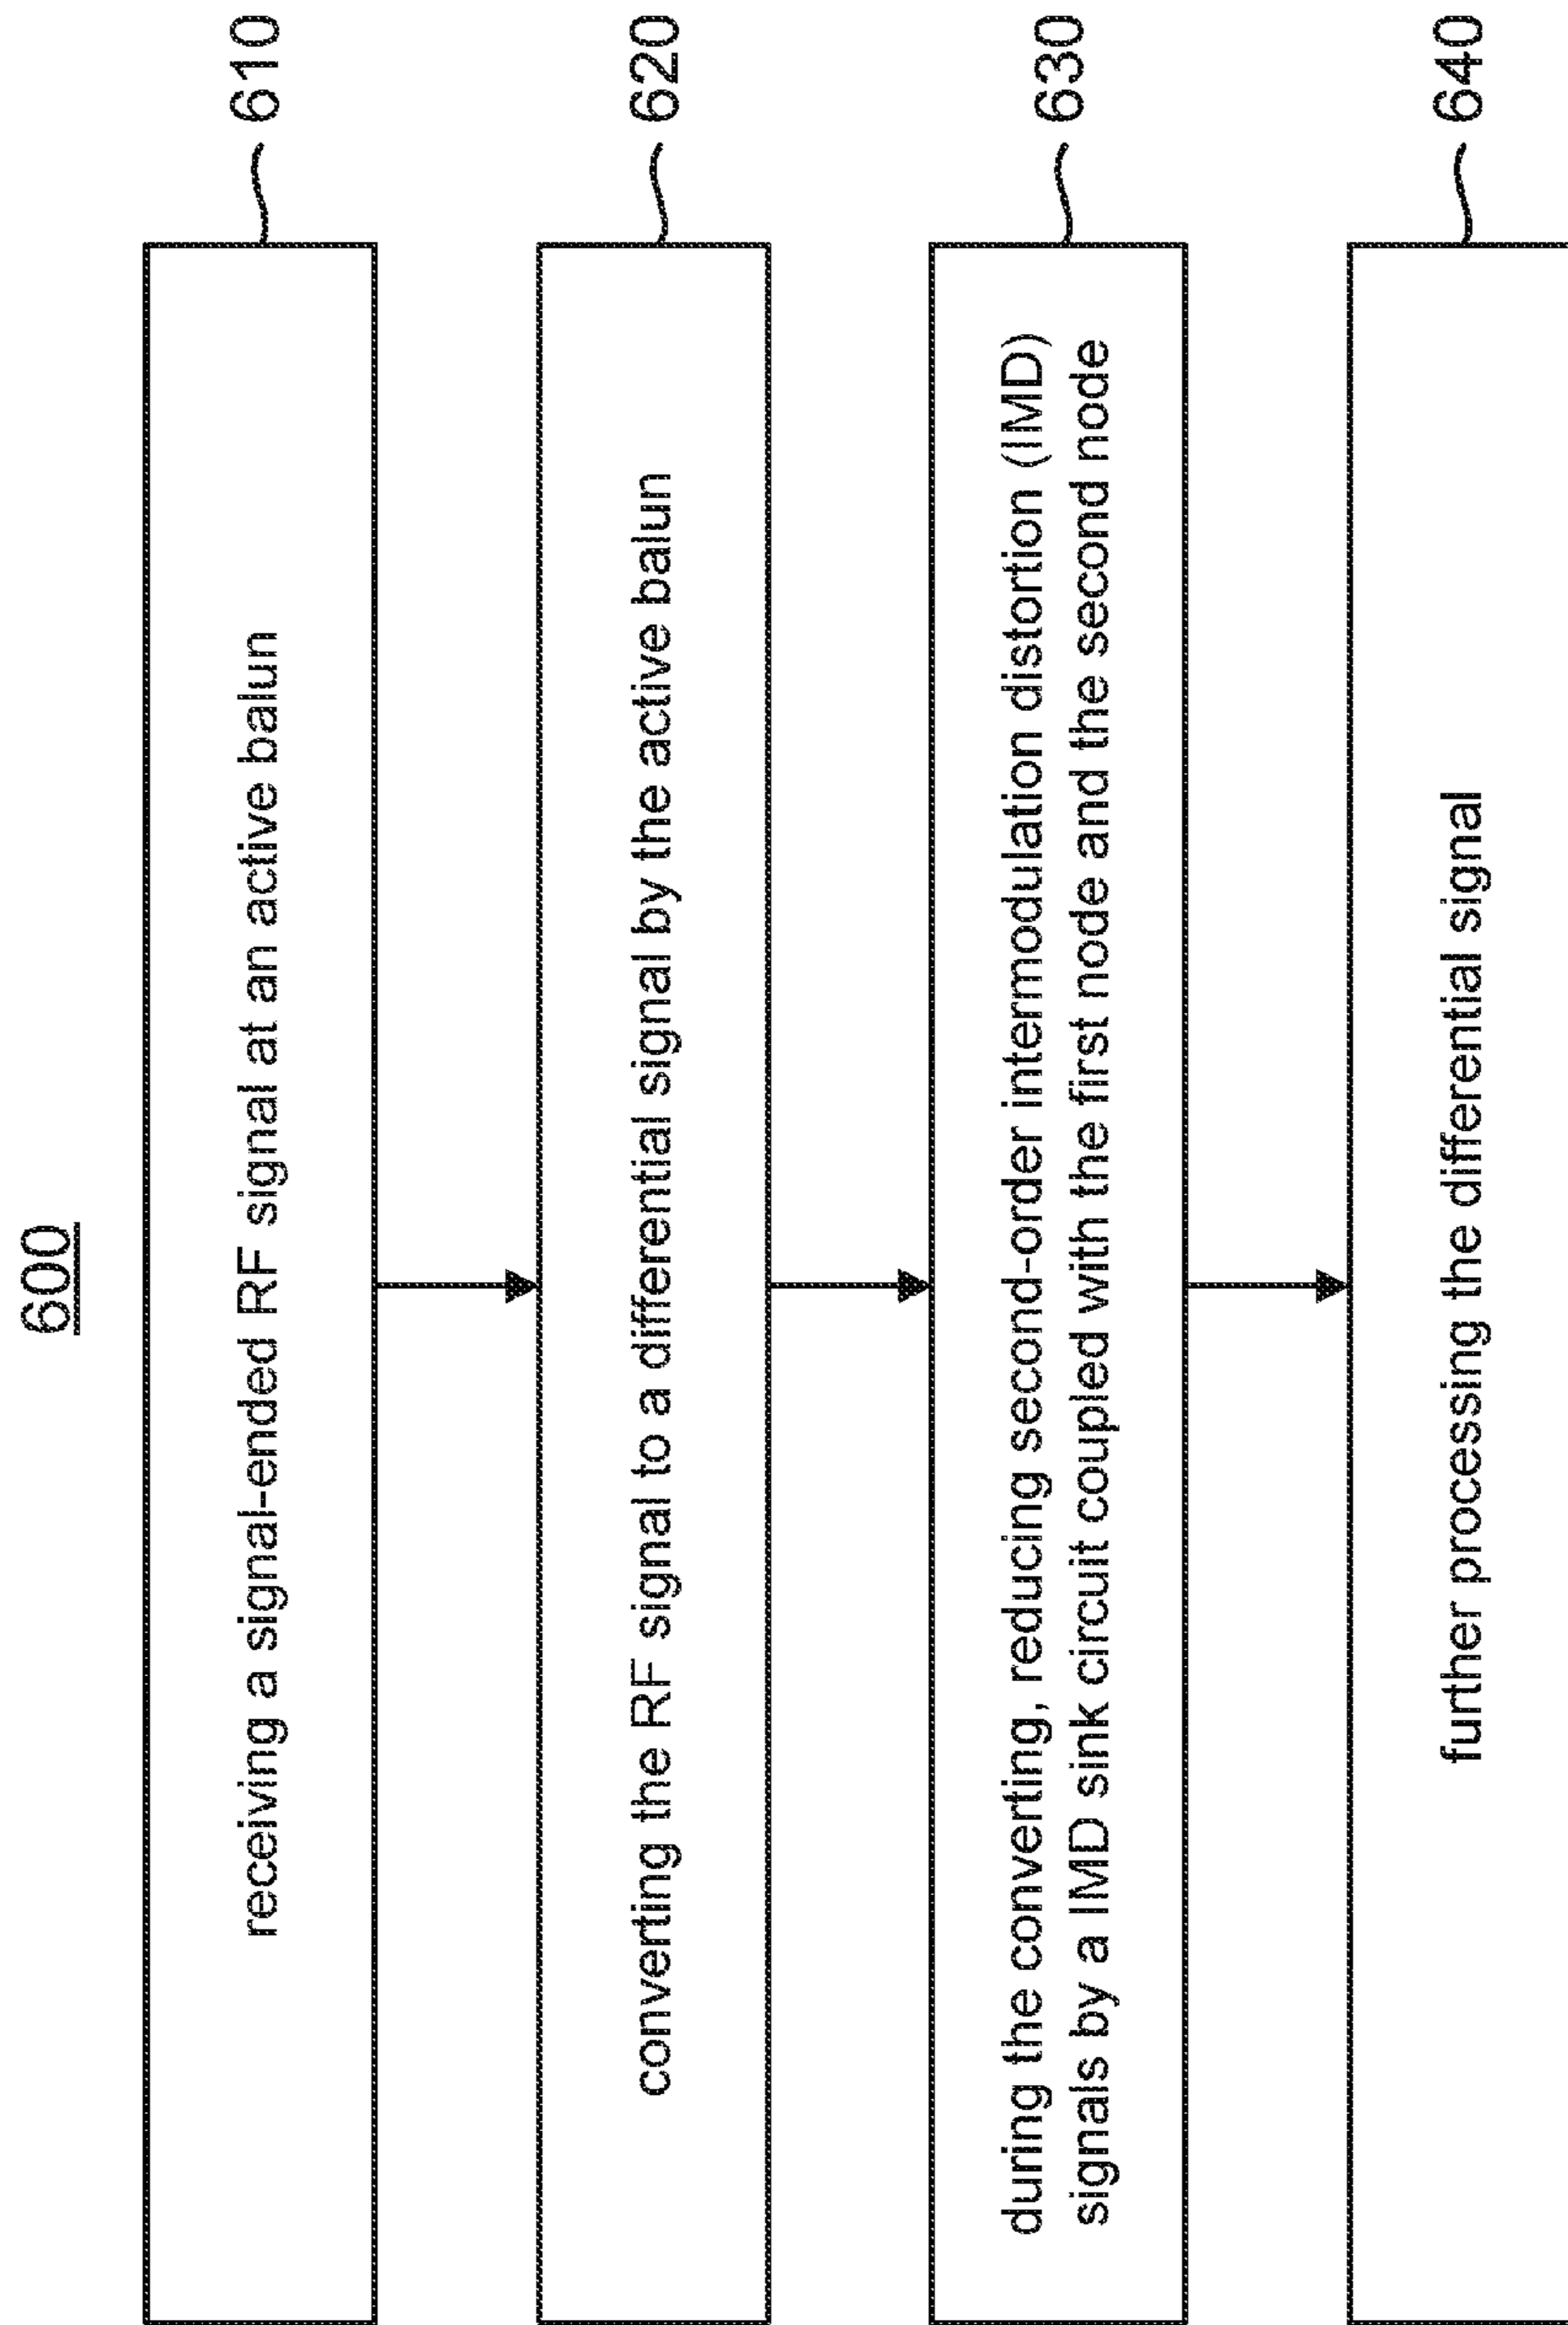 600
receiving a signal-ended RF signal at an active balun
610
converting the RF signal to a differential signal by the active balun
620
during the converting, reducing second-order intermodulation distortion (IMD)
signals by a IMD sink circuit coupled with the first node and the second node
630
further processing the differential signal
640